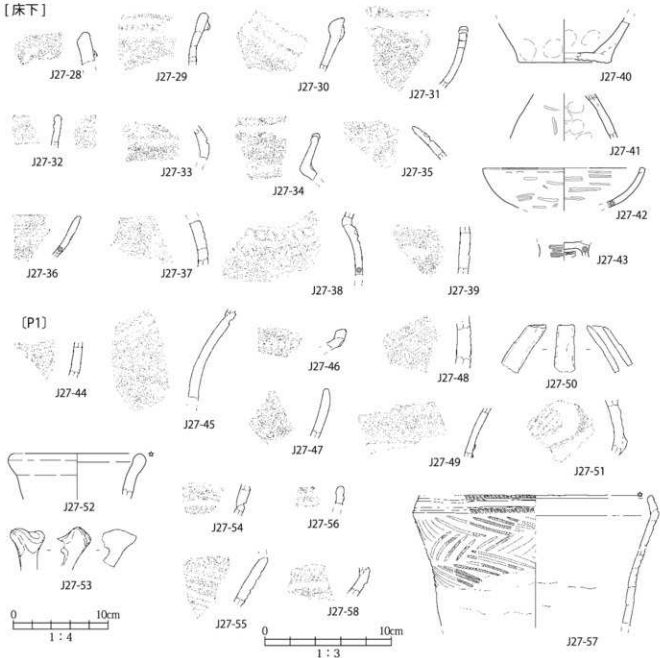 [床下]
J27-28
J27-29
J27-30
J27-31
J27-40
J27-32
J27-33
J27-34
J27-35
J27-41
J27-42
J27-36
J27-37
J27-38
J27-39
J27-43
〔P1〕
J27-44
J27-45
J27-46
J27-48
J27-50
J27-47
J27-49
J27-51
J27-52
J27-54
J27-56
J27-53
J27-55
J27-58
J27-57
0 10cm
1：4
0 10cm
1：3